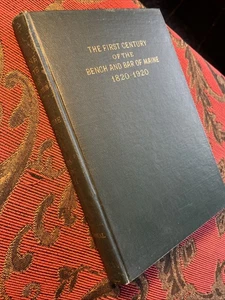 THE FIRST CENTURY
OF THE
BENCH AND BAR OF MAINE
1820-1920